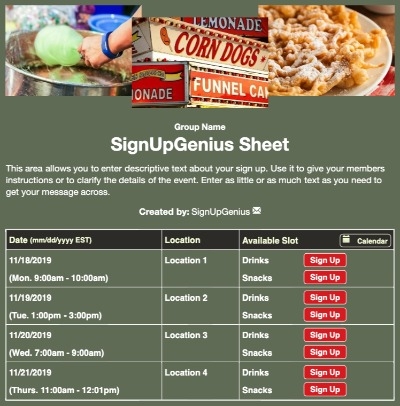 LEMONADE
CORN DOGS
LEMONADE
FUNNEL CA
Group Name
SignUpGenius Sheet
This area allows you to enter descriptive text about your sign up. Use it to give your members
instructions or to clarify the details of the event. Enter as little or as much text as you need to
get your message across.
Created by: SignUpGenius
Date (mm/dd/yyyy EST) Location Available Slot Calendar
11/18/2019 Location 1 Drinks Sign Up
(Mon. 9:00am - 10:00am) Snacks Sign Up
11/19/2019 Location 2 Drinks Sign Up
(Tue. 1:00pm - 3:00pm) Snacks Sign Up
11/20/2019 Location 3 Drinks Sign Up
(Wed. 7:00am - 9:00am) Snacks Sign Up
11/21/2019 Location 4 Drinks Sign Up
(Thurs. 11:00am - 12:01pm) Snacks Sign Up